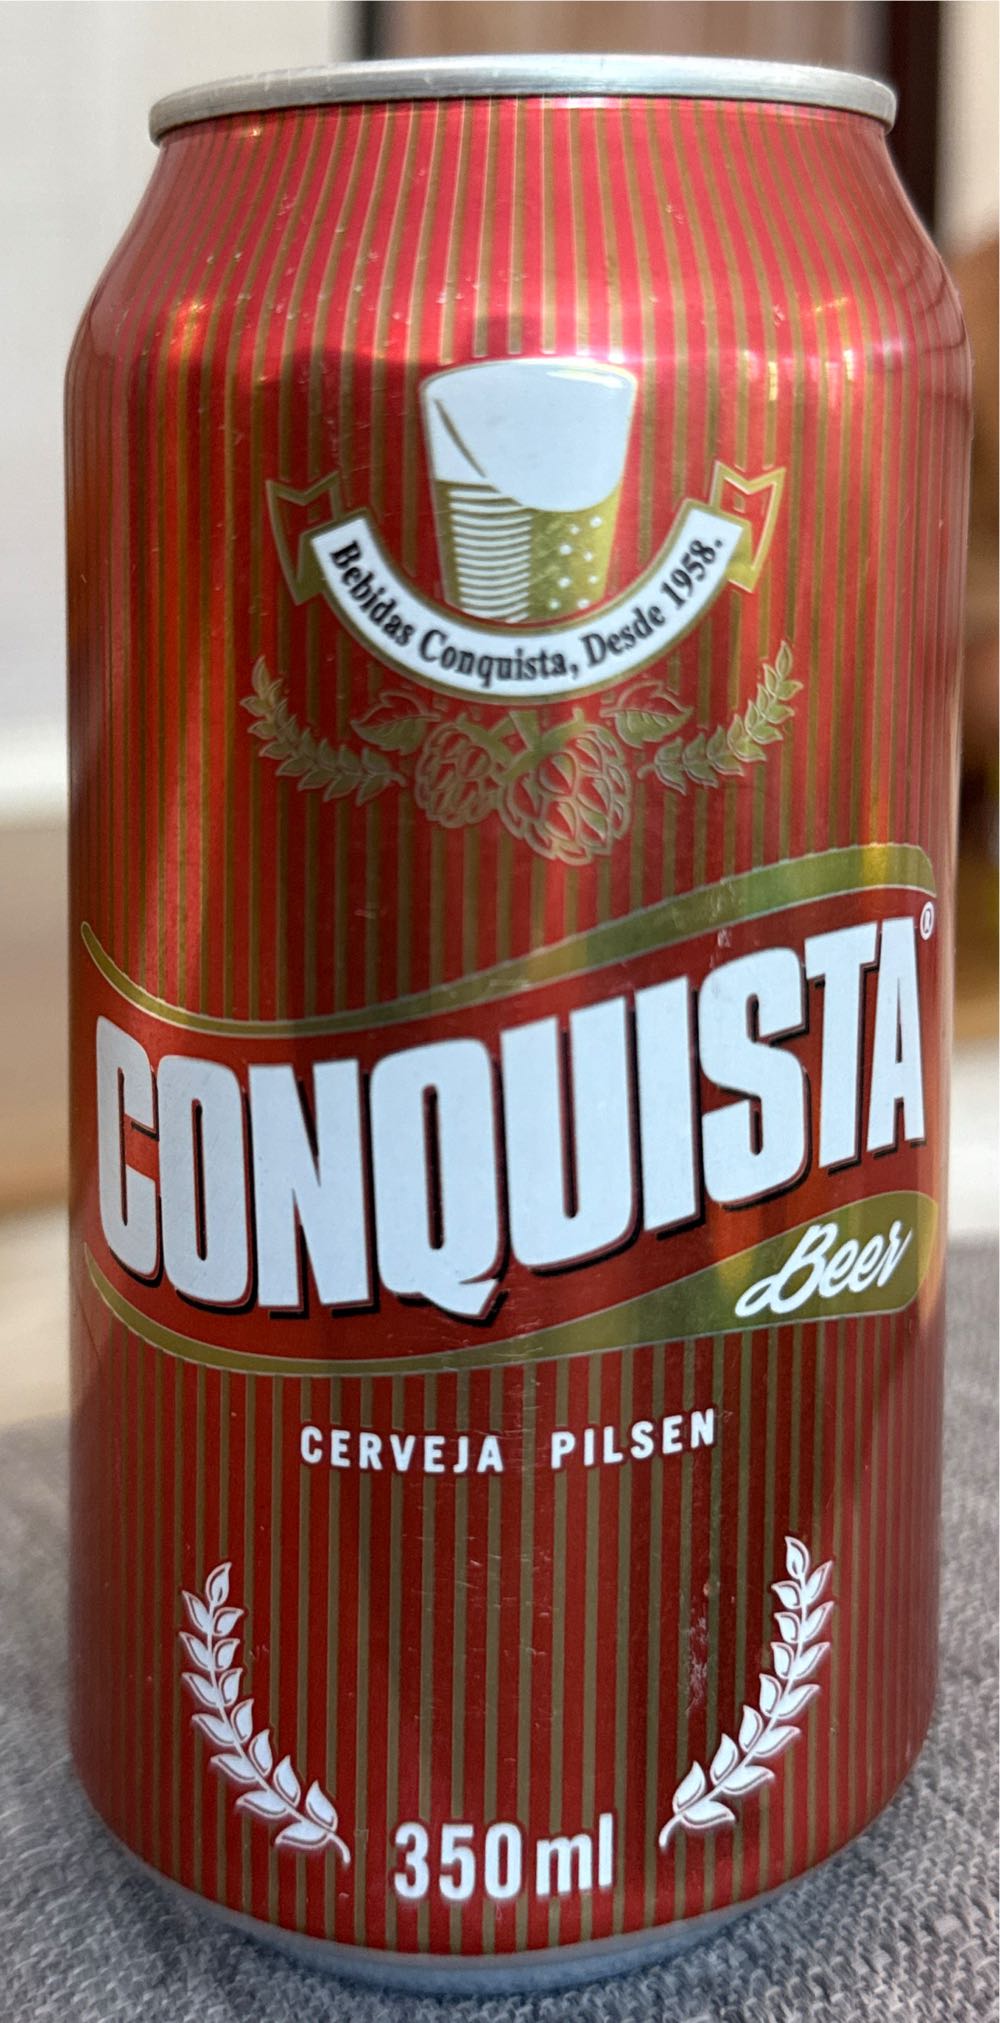 Bebidas Conquista, Desde 1958.
CONQUISTA®
Beer
CERVEJA PILSEN
350ml